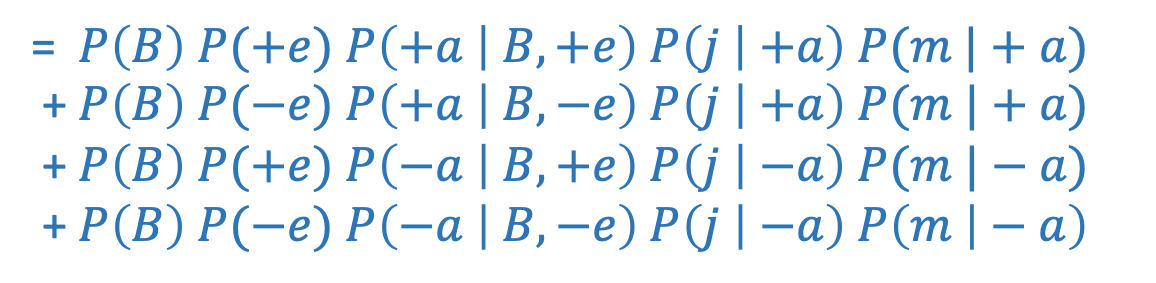 = P(B) P(+e) P(+a | B, +e) P(j | +a) P(m | + a)
+ P(B) P(−e) P(+a | B, −e) P(j | +a) P(m | + a)
+ P(B) P(+e) P(−a | B, +e) P(j | −a) P(m | − a)
+ P(B) P(−e) P(−a | B, −e) P(j | −a) P(m | − a)